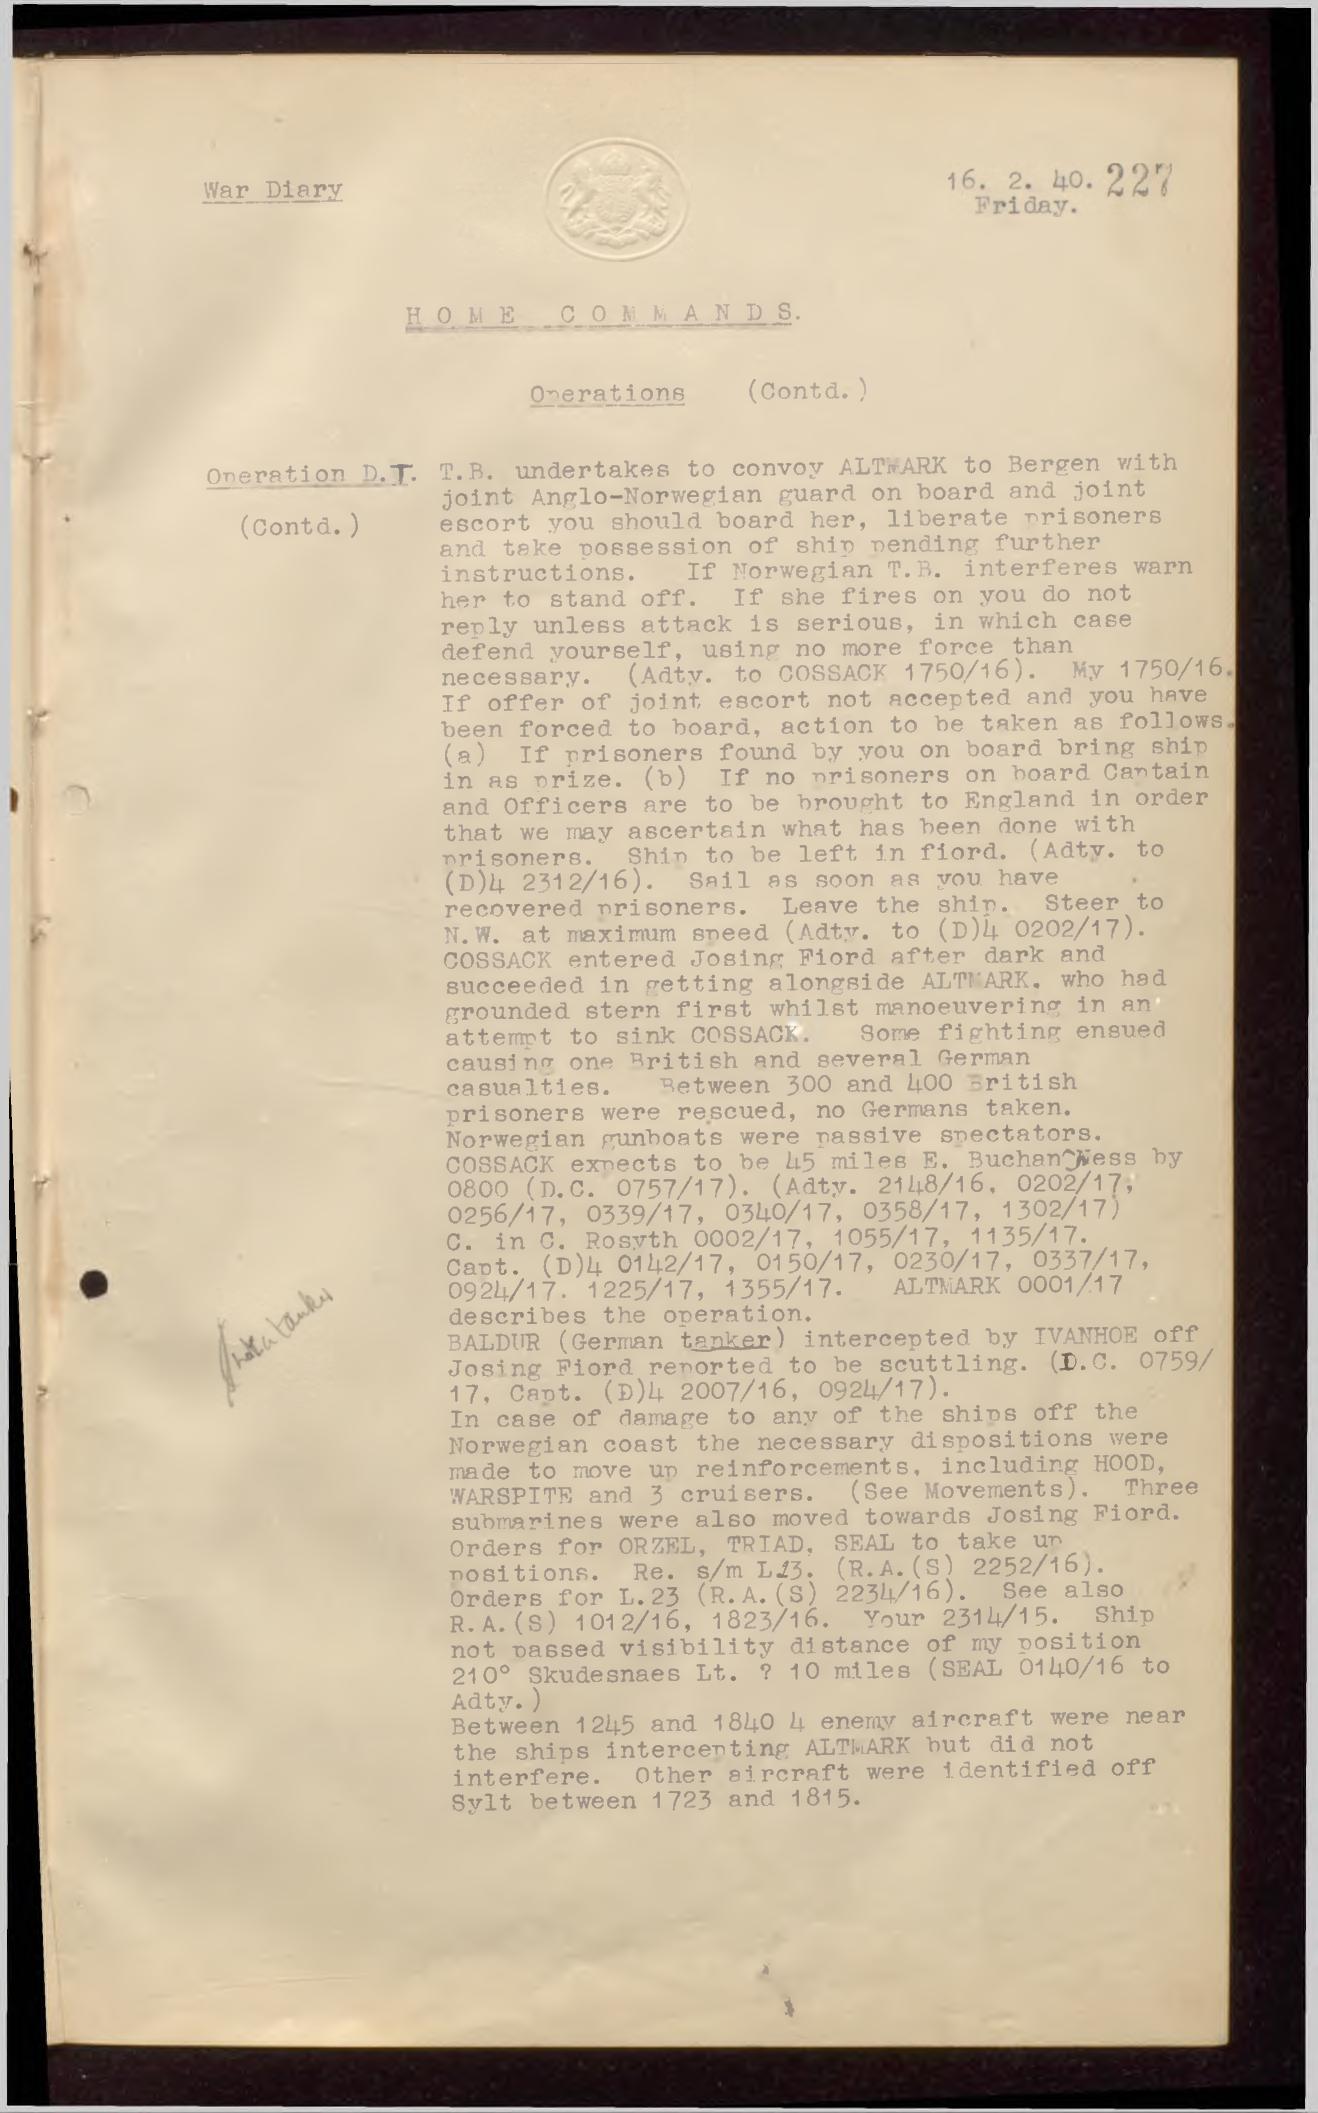 War Diary
16. 2. 40. 227
Friday.
HOME COMMANDS.
Operations (Contd.)
Operation D.T.
(Contd.)
T.B. undertakes to convoy ALTMARK to Bergen with
joint Anglo-Norwegian guard on board and joint
escort you should board her, liberate prisoners
and take possession of ship pending further
instructions. If Norwegian T.B. interferes warn
her to stand off. If she fires on you do not
reply unless attack is serious, in which case
defend yourself, using no more force than
necessary. (Adty. to COSSACK 1750/16). My 1750/16.
If offer of joint escort not accepted and you have
been forced to board, action to be taken as follows.
(a) If prisoners found by you on board bring ship
in as prize. (b) If no prisoners on board Captain
and Officers are to be brought to England in order
that we may ascertain what has been done with
prisoners. Ship to be left in fiord. (Adty. to
(D)4 2312/16). Sail as soon as you have
recovered prisoners. Leave the ship. Steer to
N.W. at maximum speed (Adty. to (D)4 0202/17).
COSSACK entered Josing Fiord after dark and
succeeded in getting alongside ALTMARK. who had
grounded stern first whilst manoeuvering in an
attempt to sink COSSACK. Some fighting ensued
causing one British and several German
casualties. Between 300 and 400 British
prisoners were rescued, no Germans taken.
Norwegian gunboats were passive spectators.
COSSACK expects to be 45 miles E. Buchan Ness by
0800 (D.C. 0757/17). (Adty. 2148/16, 0202/17,
0256/17, 0339/17, 0340/17, 0358/17, 1302/17)
C. in C. Rosyth 0002/17, 1055/17, 1135/17.
Capt. (D)4 0142/17, 0150/17, 0230/17, 0337/17,
0924/17. 1225/17, 1355/17. ALTMARK 0001/17
describes the operation.
BALDUR (German tanker) intercepted by IVANHOE off
Josing Fiord reported to be scuttling. (D.C. 0759/
17, Capt. (D)4 2007/16, 0924/17).
not a tanker
In case of damage to any of the ships off the
Norwegian coast the necessary dispositions were
made to move up reinforcements, including HOOD,
WARSPITE and 3 cruisers. (See Movements). Three
submarines were also moved towards Josing Fiord.
Orders for ORZEL, TRIAD, SEAL to take up
positions. Re. s/m L23. (R.A.(S) 2252/16).
Orders for L.23 (R.A.(S) 2234/16). See also
R.A.(S) 1012/16, 1823/16. Your 2314/15. Ship
not passed visibility distance of my position
210° Skudesnaes Lt. ? 10 miles (SEAL 0140/16 to
Adty.)
Between 1245 and 1840 4 enemy aircraft were near
the ships intercepting ALTMARK but did not
interfere. Other aircraft were identified off
Sylt between 1723 and 1815.